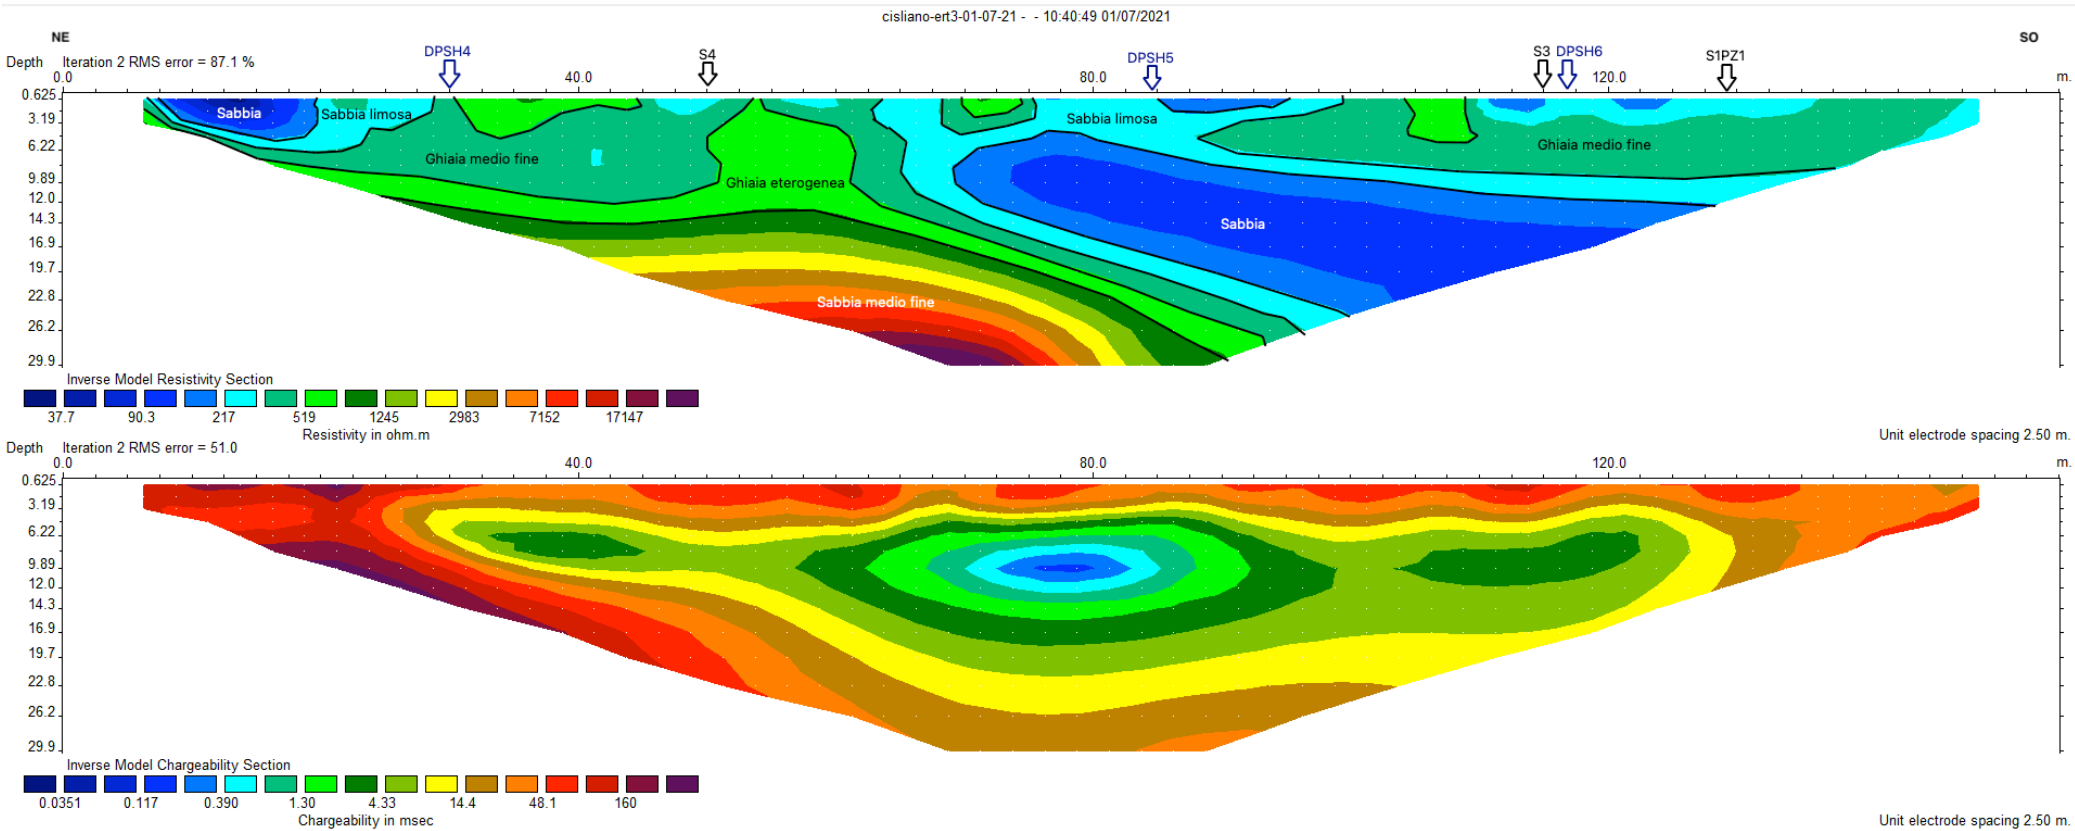 cisliano-ert3-01-07-21 - - 10:40:49 01/07/2021
NE
SO
DPSH4
S4
DPSH5
S3 DPSH6
S1PZ1
Depth Iteration 2 RMS error = 87.1 %
0.0 40.0 80.0 120.0 m.
0.625
3.19
6.22
9.89
12.0
14.3
16.9
19.7
22.8
26.2
29.9
Sabbia
Sabbia limosa
Sabbia limosa
Ghiaia medio fine
Ghiaia medio fine
Ghiaia eterogenea
Sabbia
Sabbia medio fine
Inverse Model Resistivity Section
37.7 90.3 217 519 1245 2983 7152 17147
Resistivity in ohm.m
Unit electrode spacing 2.50 m.
Depth Iteration 2 RMS error = 51.0
0.0 40.0 80.0 120.0 m.
0.625
3.19
6.22
9.89
12.0
14.3
16.9
19.7
22.8
26.2
29.9
Inverse Model Chargeability Section
0.0351 0.117 0.390 1.30 4.33 14.4 48.1 160
Chargeability in msec
Unit electrode spacing 2.50 m.